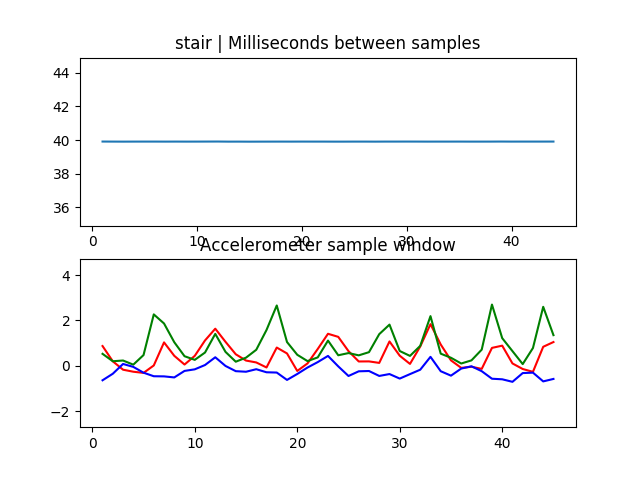 stair | Milliseconds between samples
44
42
40
38
36
0 10 20 30 40
Accelerometer sample window
4
2
0
−2
0 10 20 30 40